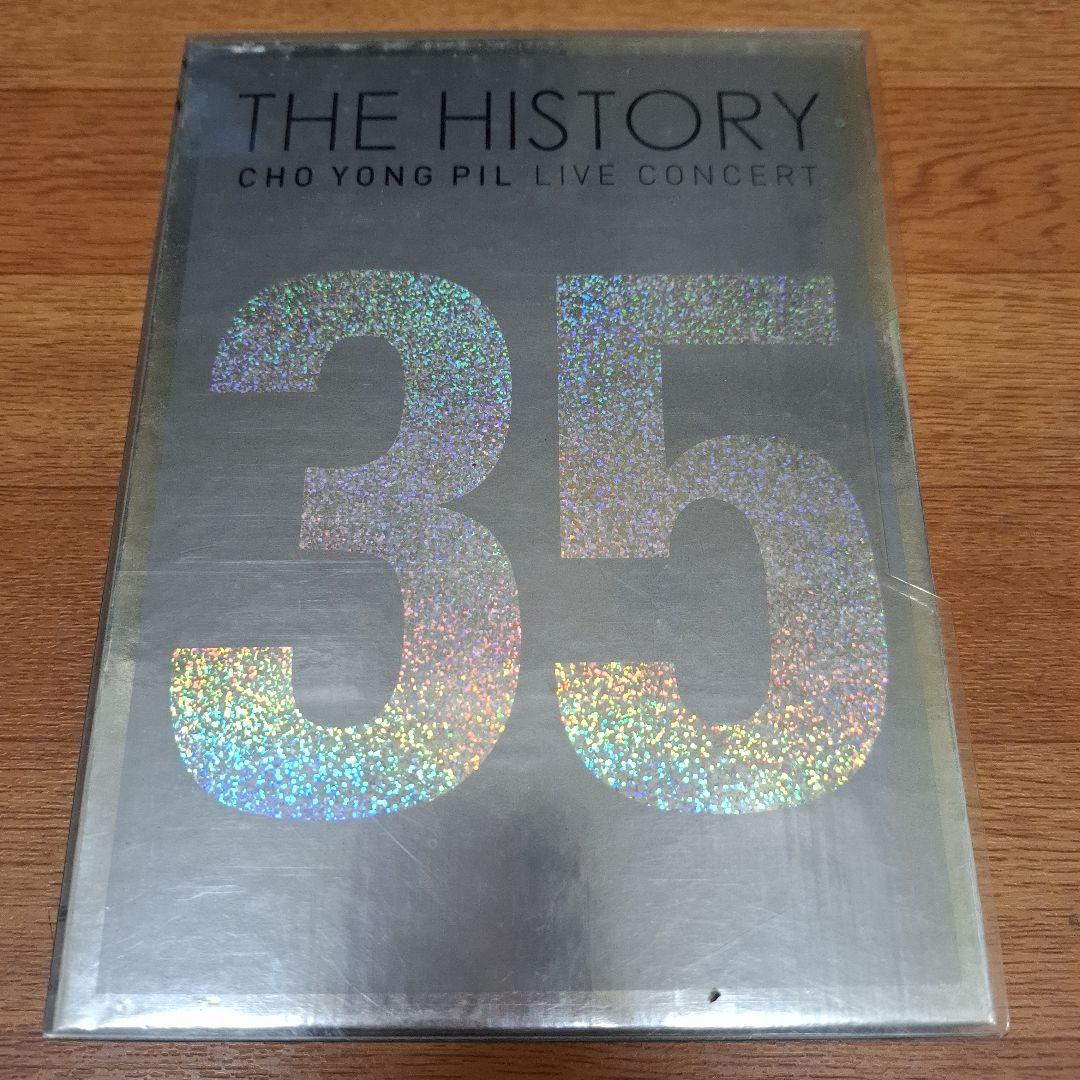 THE HISTORY
CHO YONG PIL LIVE CONCERT
35